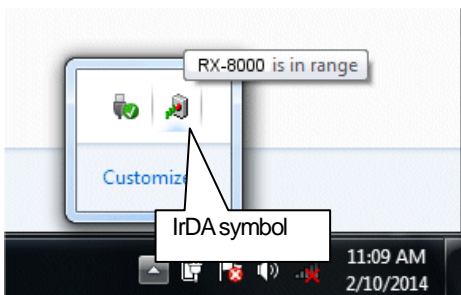 RX-8000 is in range
Customize
IrDA symbol
11:09 AM
2/10/2014